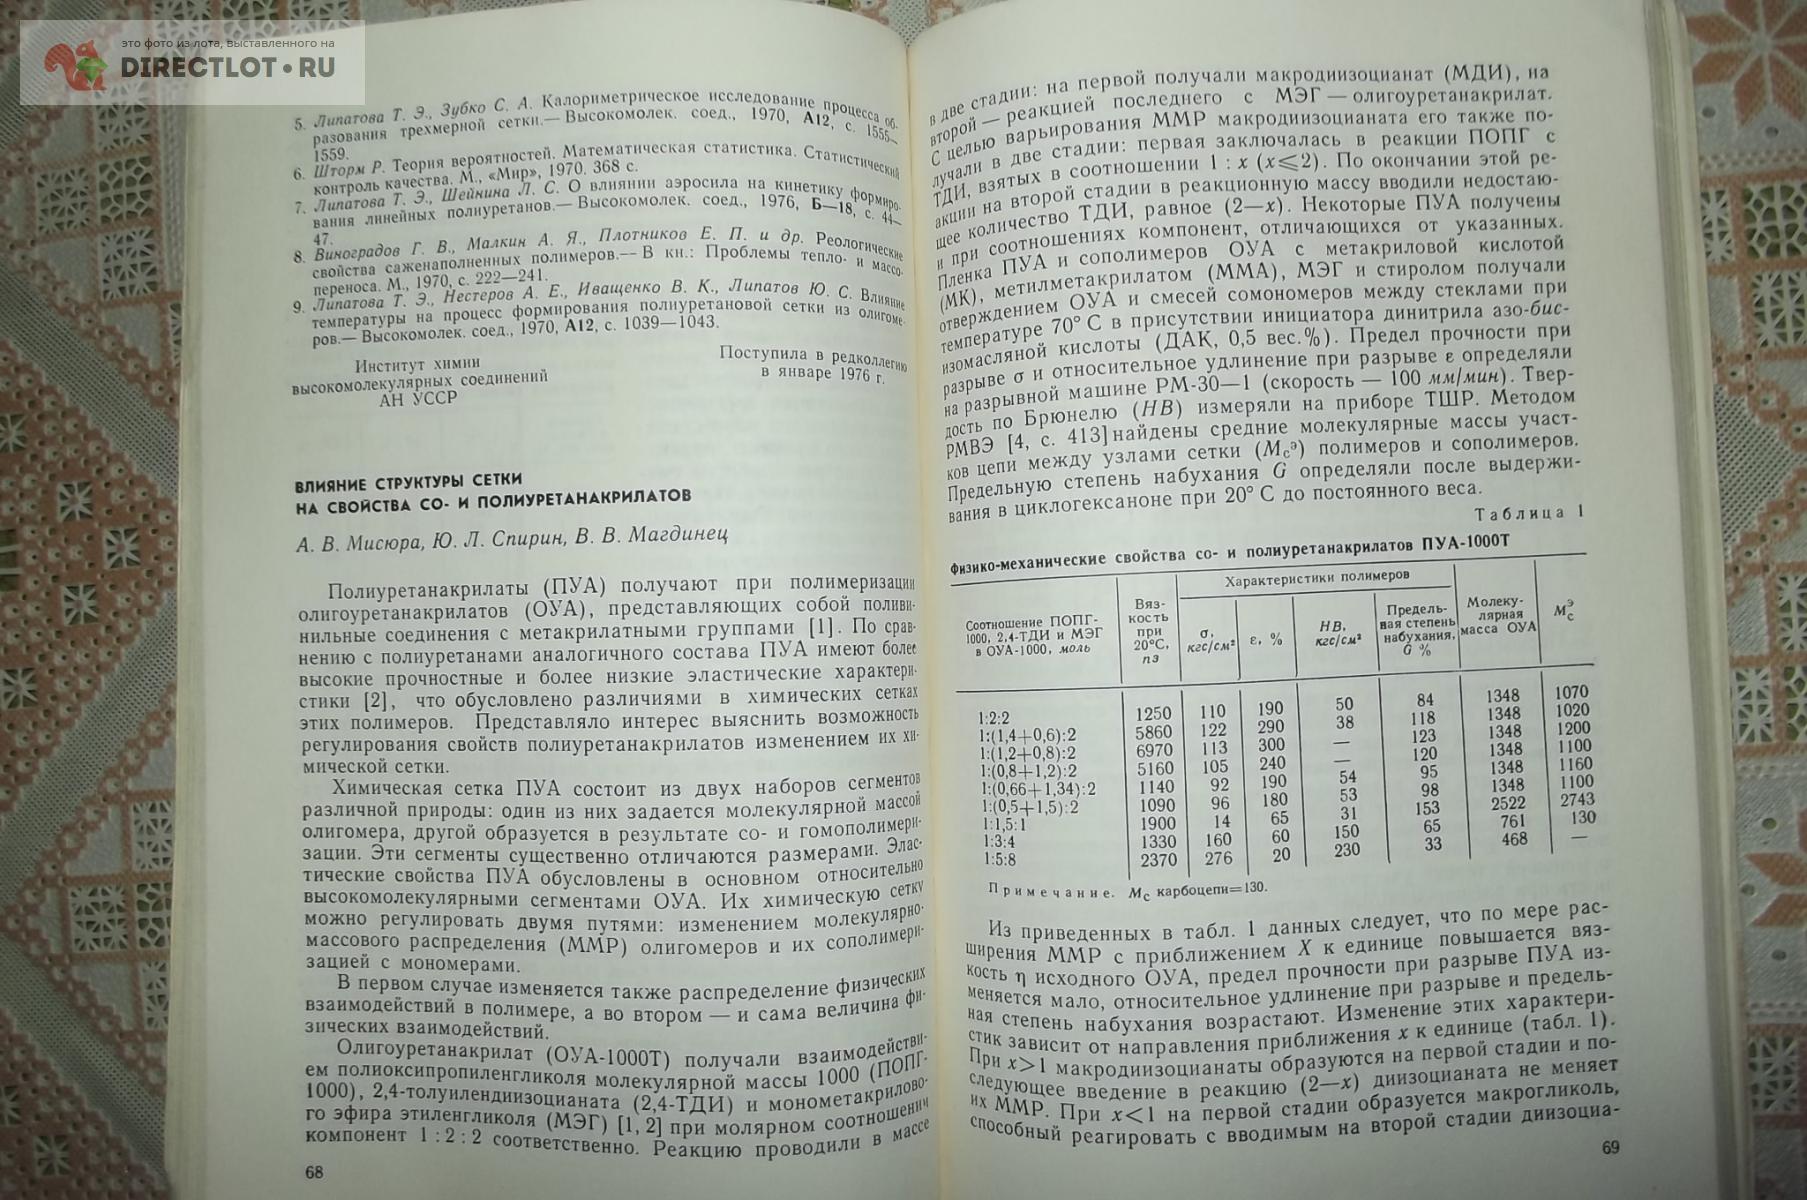 это фото из лота, выставленного на
DIRECTLOT.RU
5. Липатова Т. Э., Зубко С. А. Калориметрическое исследование процесса об-
разования трехмерной сетки.— Высокомолек. соед., 1970, А12, с. 1555—
1559.
6. Шторм Р. Теория вероятностей. Математическая статистика. Статистический
контроль качества. М., «Мир», 1970. 368 с.
7. Липатова Т. Э., Шейнина Л. С. О влиянии аэросила на кинетику формиро-
вания линейных полиуретанов.— Высокомолек. соед., 1976, Б—18, с. 44—
47.
8. Виноградов Г. В., Малкин А. Я., Плотников Е. П. и др. Реологические
свойства саженаполненных полимеров.-- В кн.: Проблемы тепло- и массо-
переноса. М., 1970, с. 222—241.
9. Липатова Т. Э., Нестеров А. Е., Иващенко В. К., Липатов Ю. С. Влияние
температуры на процесс формирования полиуретановой сетки из олигоме-
ров.— Высокомолек. соед., 1970, А12, с. 1039—1043.
Институт химии
высокомолекулярных соединений
АН УССР
Поступила в редколлегию
в январе 1976 г.
ВЛИЯНИЕ СТРУКТУРЫ СЕТКИ
НА СВОЙСТВА СО- И ПОЛИУРЕТАНАКРИЛАТОВ
А. В. Мисюра, Ю. Л. Спирин, В. В. Магдинец
Полиуретанакрилаты (ПУА) получают при полимеризации
олигоуретанакрилатов (ОУА), представляющих собой поливи-
нильные соединения с метакрилатными группами [1]. По срав-
нению с полиуретанами аналогичного состава ПУА имеют более
высокие прочностные и более низкие эластические характери-
стики [2], что обусловлено различиями в химических сетках
этих полимеров. Представляло интерес выяснить возможность
регулирования свойств полиуретанакрилатов изменением их хи-
мической сетки.
Химическая сетка ПУА состоит из двух наборов сегментов
различной природы: один из них задается молекулярной массой
олигомера, другой образуется в результате со- и гомополимери-
зации. Эти сегменты существенно отличаются размерами. Элас-
тические свойства ПУА обусловлены в основном относительно
высокомолекулярными сегментами ОУА. Их химическую сетку
можно регулировать двумя путями: изменением молекулярно-
массового распределения (ММР) олигомеров и их сополимери-
зацией с мономерами.
В первом случае изменяется также распределение физических
взаимодействий в полимере, а во втором — и сама величина фи-
зических взаимодействий.
Олигоуретанакрилат (ОУА-1000Т) получали взаимодействи-
ем полиоксипропиленгликоля молекулярной массы 1000 (ПОПГ-
1000), 2,4-толуилендиизоцианата (2,4-ТДИ) и монометакрилово-
го эфира этиленгликоля (МЭГ) [1, 2] при молярном соотношении
компонент 1 : 2 : 2 соответственно. Реакцию проводили в массе
68
в две стадии: на первой получали макродиизоцианат (МДИ), на
второй — реакцией последнего с МЭГ — олигоуретанакрилат.
С целью варьирования ММР макродиизоцианата его также по-
лучали в две стадии: первая заключалась в реакции ПОПГ с
ТДИ, взятых в соотношении 1 : x (x⩽2). По окончании этой ре-
акции на второй стадии в реакционную массу вводили недостаю-
щее количество ТДИ, равное (2—x). Некоторые ПУА получены
и при соотношениях компонент, отличающихся от указанных.
Пленка ПУА и сополимеров ОУА с метакриловой кислотой
(МК), метилметакрилатом (ММА), МЭГ и стиролом получали
отверждением ОУА и смесей сомономеров между стеклами при
температуре 70° С в присутствии инициатора динитрила азо-бис-
изомасляной кислоты (ДАК, 0,5 вес.%). Предел прочности при
разрыве σ и относительное удлинение при разрыве ε определяли
на разрывной машине РМ-30—1 (скорость — 100 мм/мин). Твер-
дость по Брюнелю (НВ) измеряли на приборе ТШР. Методом
РМВЭ [4, с. 413] найдены средние молекулярные массы участ-
ков цепи между узлами сетки (Mcэ) полимеров и сополимеров.
Предельную степень набухания G определяли после выдержи-
вания в циклогексаноне при 20° С до постоянного веса.
Таблица 1
Физико-механические свойства со- и полиуретанакрилатов ПУА-1000Т
Соотношение ПОПГ-
1000, 2,4-ТДИ и МЭГ
в ОУА-1000, моль
Вяз-
кость
при
20°С,
пз
Характеристики полимеров
σ,
кгс/см²
ε, %
НВ,
кгс/см²
Предель-
ная степень
набухания,
G %
Молеку-
лярная
масса ОУА
Mcэ
1:2:2 1250 110 190 50 84 1348 1070
1:(1,4+0,6):2 5860 122 290 38 118 1348 1020
1:(1,2+0,8):2 6970 113 300 — 123 1348 1200
1:(0,8+1,2):2 5160 105 240 — 120 1348 1100
1:(0,66+1,34):2 1140 92 190 54 95 1348 1160
1:(0,5+1,5):2 1090 96 180 53 98 1348 1100
1:1,5:1 1900 14 65 31 153 2522 2743
1:3:4 1330 160 60 150 65 761 130
1:5:8 2370 276 20 230 33 468 —
Примечание. Mc карбоцепи=130.
Из приведенных в табл. 1 данных следует, что по мере рас-
ширения ММР с приближением X к единице повышается вяз-
кость η исходного ОУА, предел прочности при разрыве ПУА из-
меняется мало, относительное удлинение при разрыве и предель-
ная степень набухания возрастают. Изменение этих характери-
стик зависит от направления приближения x к единице (табл. 1).
При x>1 макродиизоцианаты образуются на первой стадии и по-
следующее введение в реакцию (2—x) диизоцианата не меняет
их ММР. При x<1 на первой стадии образуется макрогликоль,
способный реагировать с вводимым на второй стадии диизоциа-
69